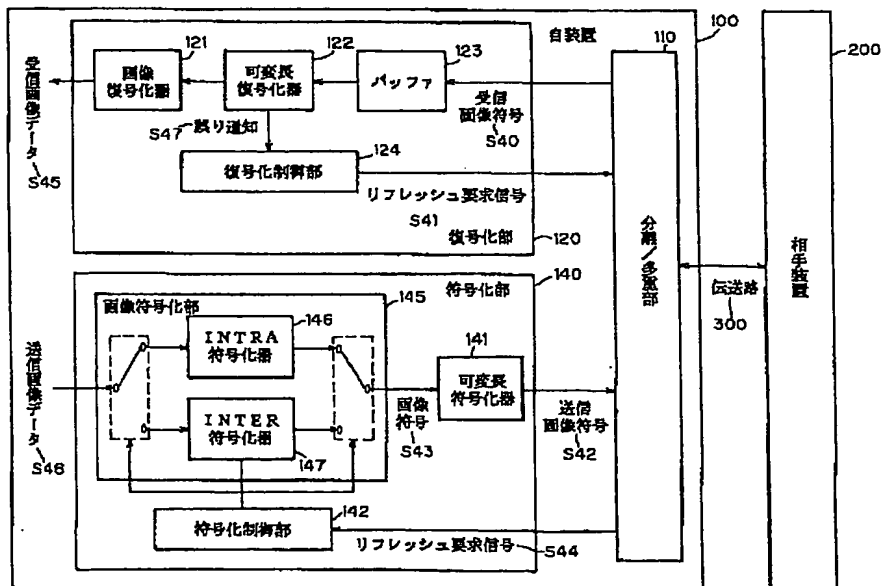 自装置
100
200
110
121
画像
復号化器
122
可変長
復号化器
123
バッファ
受信画像データ
S45
S47
誤り通知
受信
画像符号
S40
124
復号化制御部
リフレッシュ要求信号
S41
復号化部
120
分離/多重部
伝送路
300
相手装置
符号化部
140
画像符号化部
145
146
INTRA
符号化器
INTER
符号化器
147
送信画像データ
S46
画像
符号
S43
141
可変長
符号化器
送信
画像符号
S42
142
符号化制御部
リフレッシュ要求信号
S44